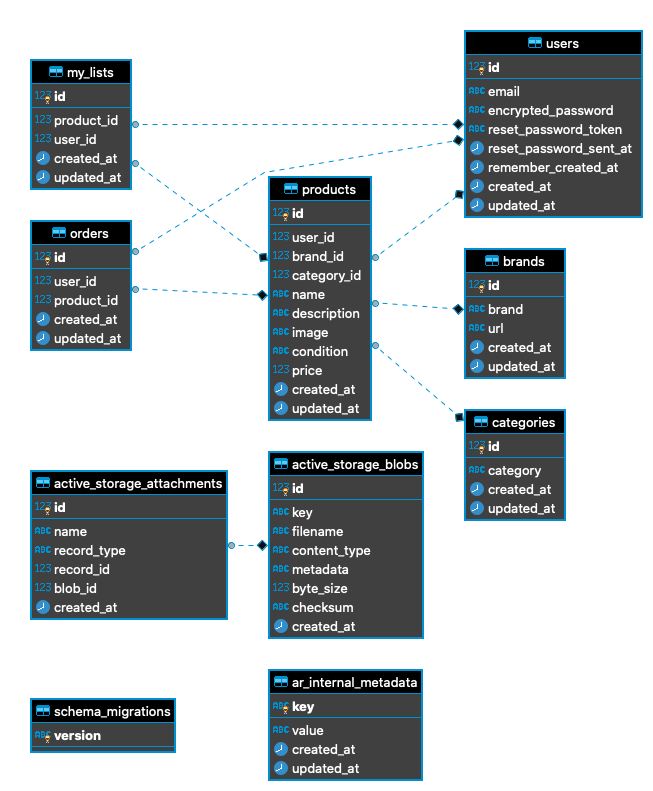 my_lists
123 id
123 product_id
123 user_id
created_at
updated_at
users
123 id
ABC email
ABC encrypted_password
ABC reset_password_token
reset_password_sent_at
remember_created_at
created_at
updated_at
products
123 id
123 user_id
123 brand_id
123 category_id
ABC name
ABC description
ABC image
ABC condition
123 price
created_at
updated_at
orders
123 id
123 user_id
123 product_id
created_at
updated_at
brands
123 id
ABC brand
ABC url
created_at
updated_at
categories
123 id
ABC category
created_at
updated_at
active_storage_attachments
123 id
ABC name
ABC record_type
123 record_id
123 blob_id
created_at
active_storage_blobs
123 id
ABC key
ABC filename
ABC content_type
ABC metadata
123 byte_size
ABC checksum
created_at
schema_migrations
ABC version
ar_internal_metadata
ABC key
ABC value
created_at
updated_at